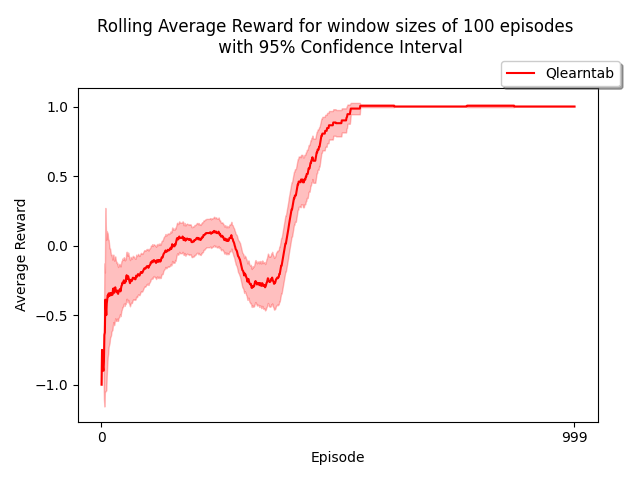 Rolling Average Reward for window sizes of 100 episodes
with 95% Confidence Interval
Qlearntab
1.0
0.5
0.0
−0.5
−1.0
Average Reward
0
999
Episode